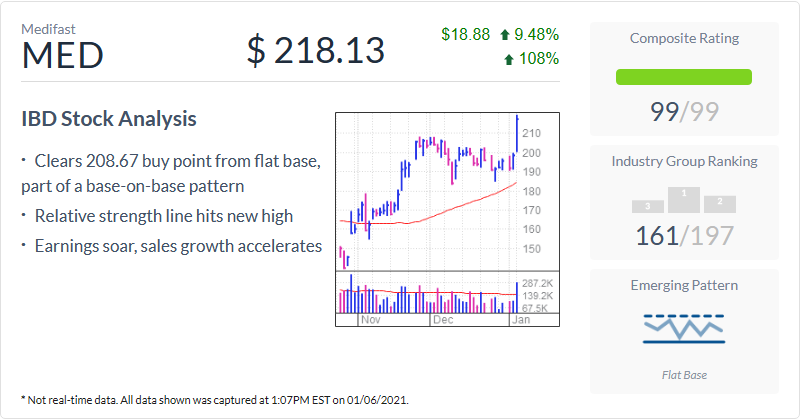 Medifast
MED
$ 218.13
$18.88 9.48%
108%
IBD Stock Analysis
· Clears 208.67 buy point from flat base,
part of a base-on-base pattern
· Relative strength line hits new high
· Earnings soar, sales growth accelerates
210
200
190
180
170
160
150
287.2K
139.2K
67.5K
Nov Dec Jan
Composite Rating
99/99
Industry Group Ranking
3 1 2
161/197
Emerging Pattern
Flat Base
* Not real-time data. All data shown was captured at 1:07PM EST on 01/06/2021.